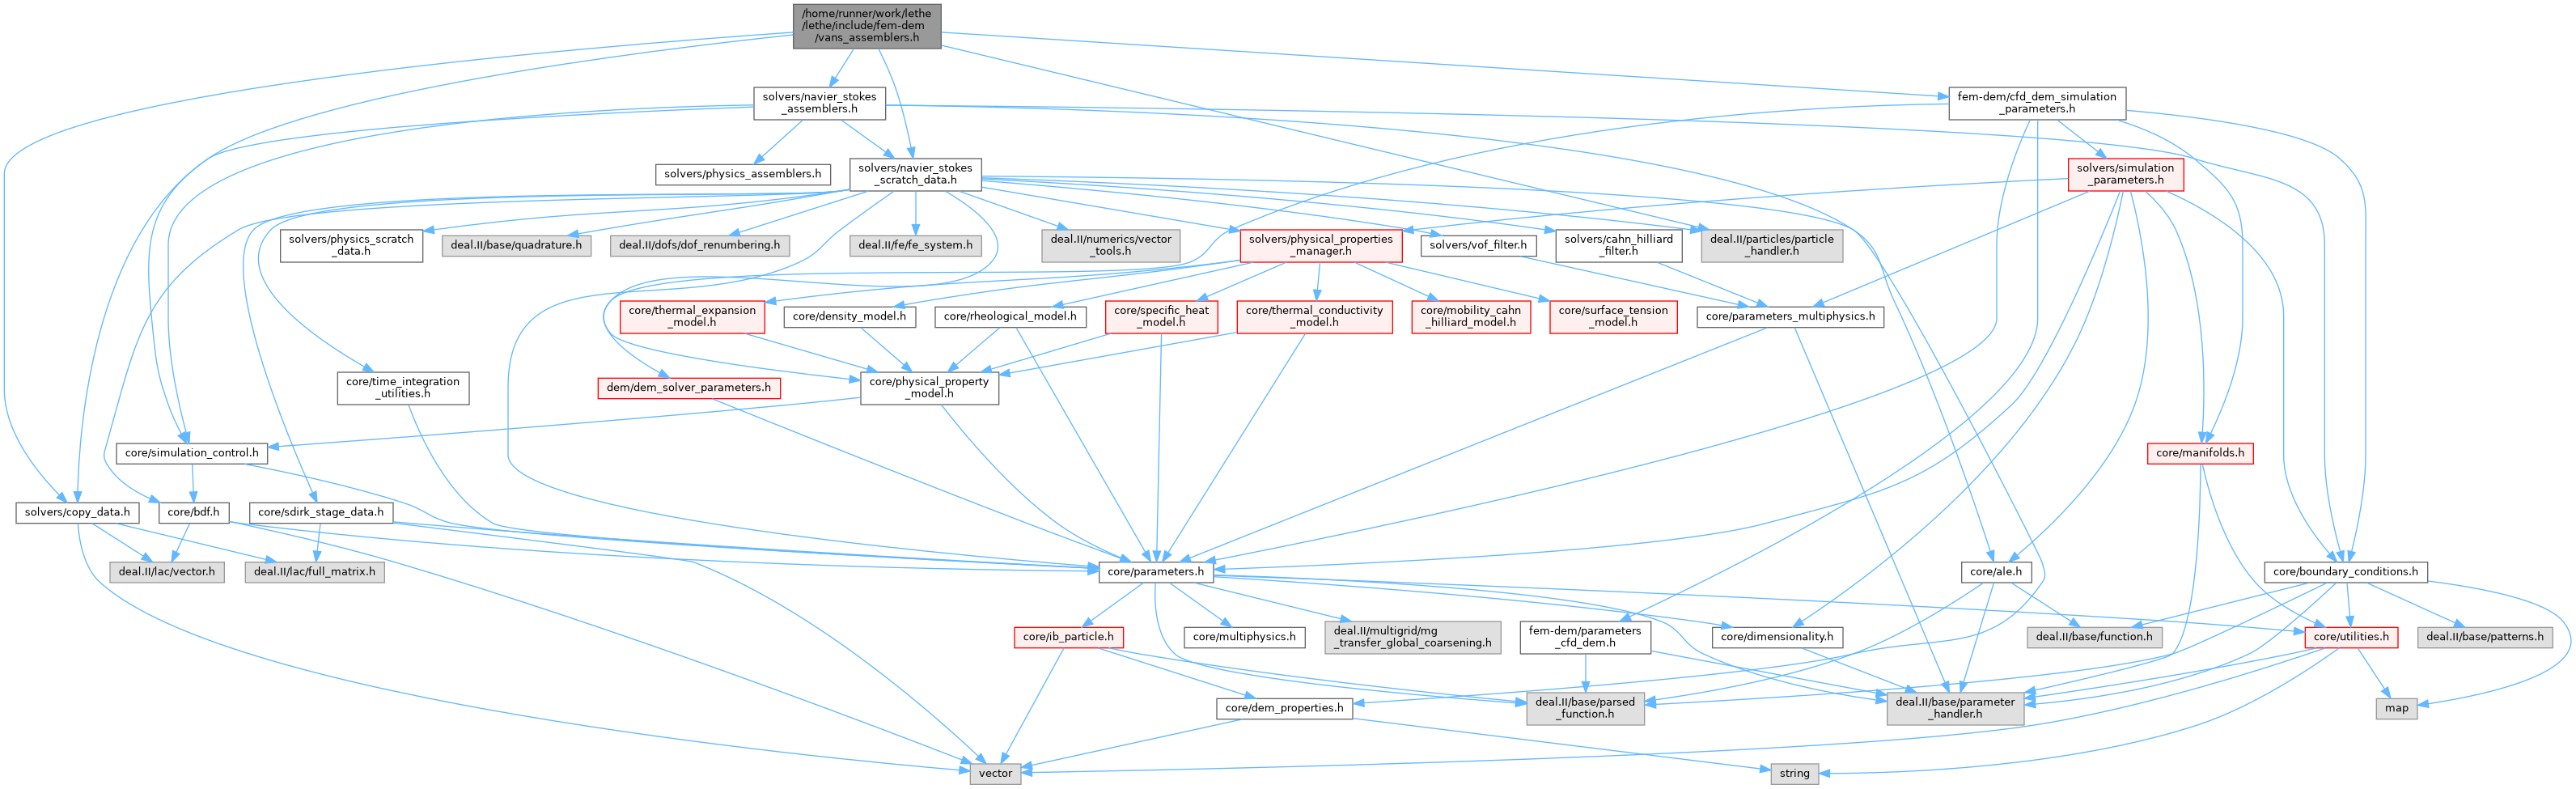 /home/runner/work/lethe
/lethe/include/fem-dem
/vans_assemblers.h
solvers/navier_stokes
_assemblers.h
fem-dem/cfd_dem_simulation
_parameters.h
solvers/physics_assemblers.h
solvers/navier_stokes
_scratch_data.h
solvers/simulation
_parameters.h
solvers/physics_scratch
_data.h
deal.II/base/quadrature.h
deal.II/dofs/dof_renumbering.h
deal.II/fe/fe_system.h
deal.II/numerics/vector
_tools.h
solvers/physical_properties
_manager.h
solvers/vof_filter.h
solvers/cahn_hilliard
_filter.h
deal.II/particles/particle
_handler.h
core/thermal_expansion
_model.h
core/density_model.h
core/rheological_model.h
core/specific_heat
_model.h
core/thermal_conductivity
_model.h
core/mobility_cahn
_hilliard_model.h
core/surface_tension
_model.h
core/parameters_multiphysics.h
core/time_integration
_utilities.h
dem/dem_solver_parameters.h
core/physical_property
_model.h
core/simulation_control.h
core/manifolds.h
solvers/copy_data.h
core/bdf.h
core/sdirk_stage_data.h
deal.II/lac/vector.h
deal.II/lac/full_matrix.h
core/parameters.h
core/ale.h
core/boundary_conditions.h
core/ib_particle.h
core/multiphysics.h
deal.II/multigrid/mg
_transfer_global_coarsening.h
fem-dem/parameters
_cfd_dem.h
core/dimensionality.h
deal.II/base/function.h
core/utilities.h
deal.II/base/patterns.h
core/dem_properties.h
deal.II/base/parsed
_function.h
deal.II/base/parameter
_handler.h
map
vector
string